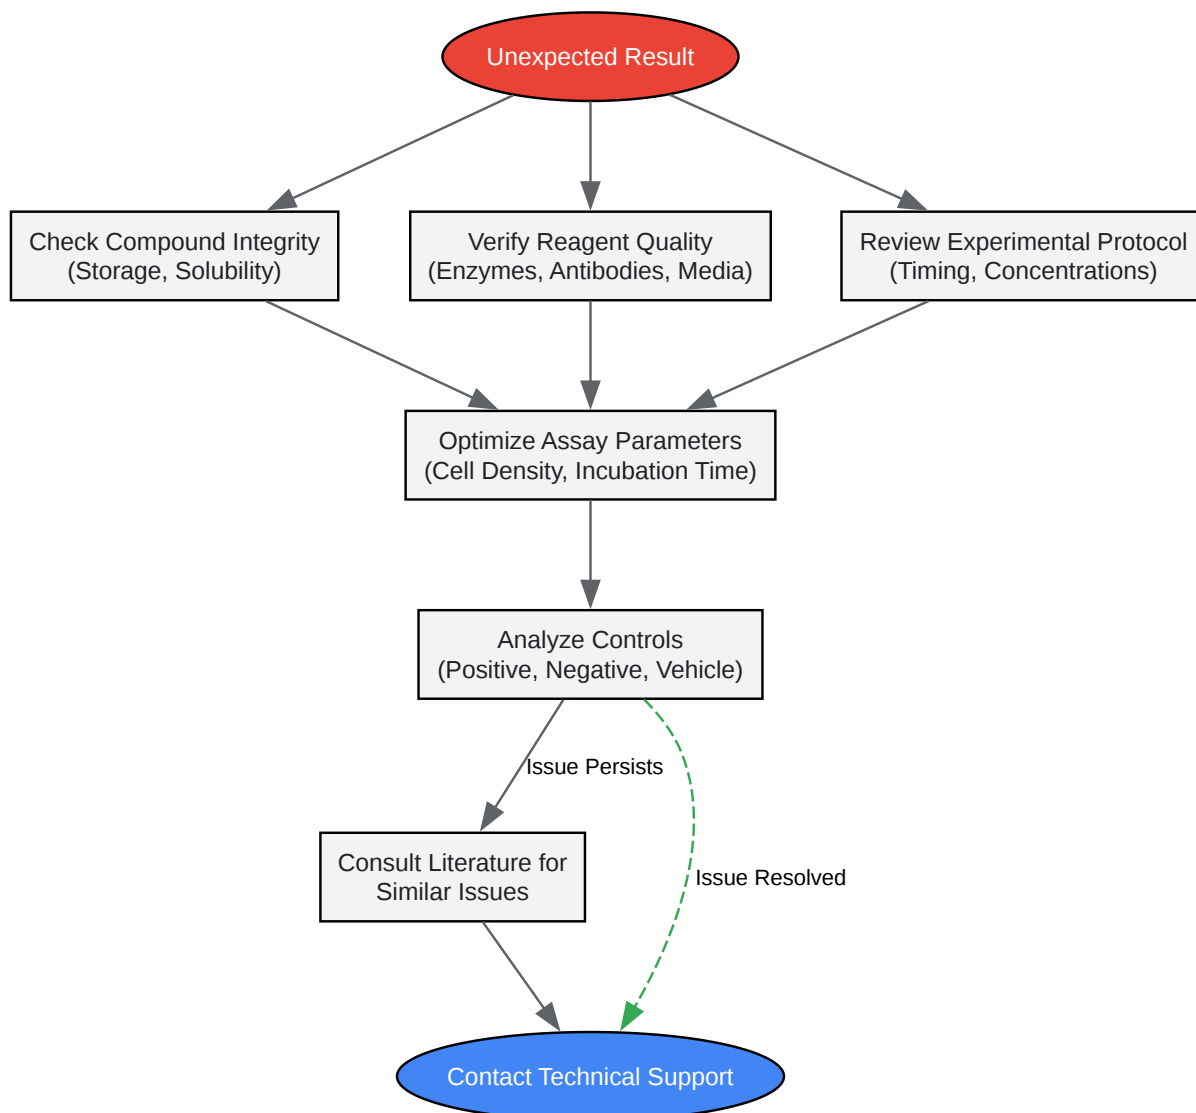 Unexpected Result
Check Compound Integrity
(Storage, Solubility)
Verify Reagent Quality
(Enzymes, Antibodies, Media)
Review Experimental Protocol
(Timing, Concentrations)
Optimize Assay Parameters
(Cell Density, Incubation Time)
Analyze Controls
(Positive, Negative, Vehicle)
Issue Persists
Consult Literature for
Similar Issues
Issue Resolved
Contact Technical Support